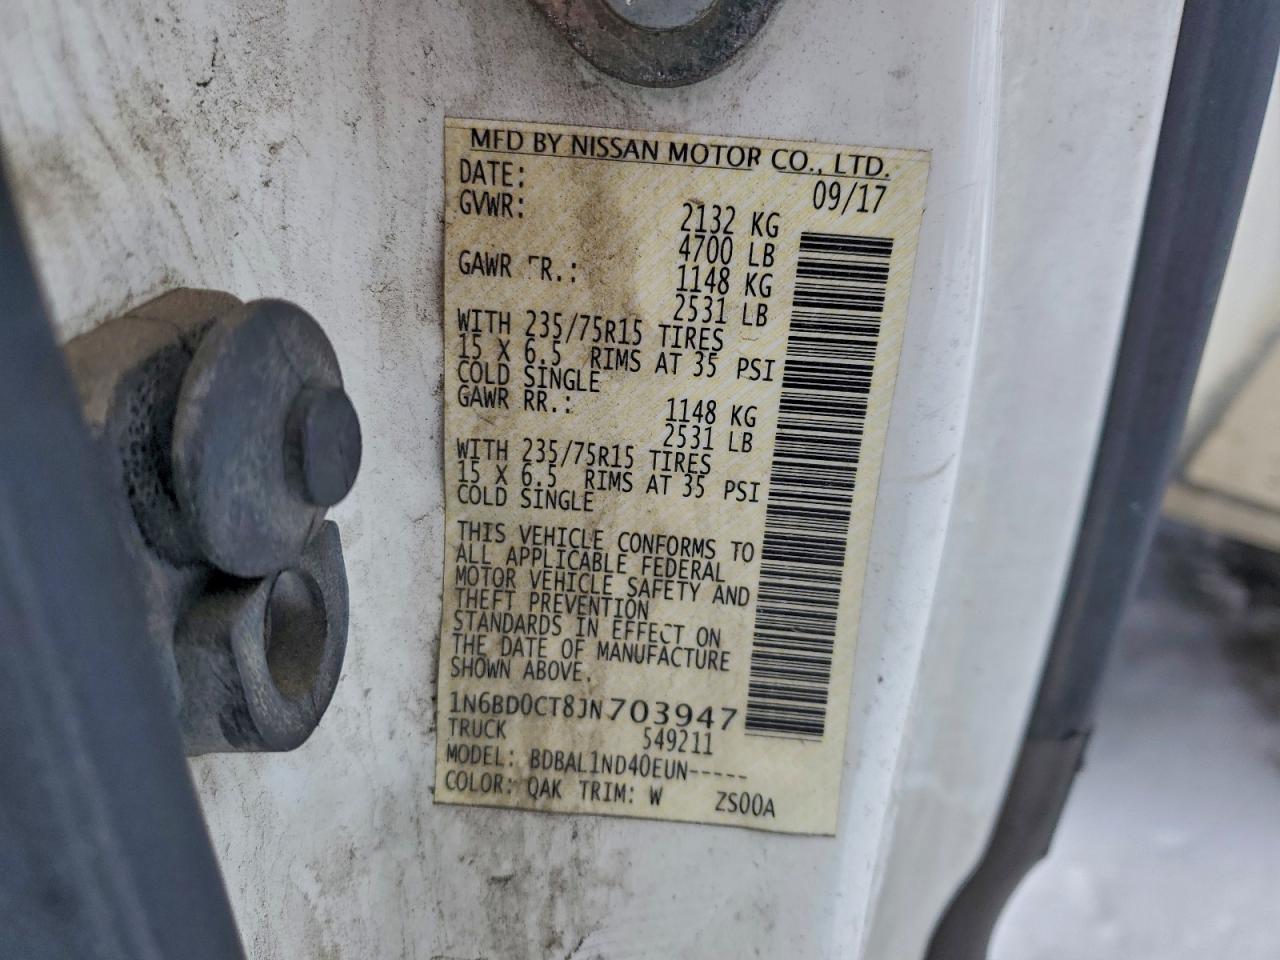 MFD BY NISSAN MOTOR CO., LTD.
DATE: 09/17
GVWR: 2132 KG
4700 LB
GAWR FR.: 1148 KG
2531 LB
WITH 235/75R15 TIRES
15 X 6.5 RIMS AT 35 PSI
COLD SINGLE
GAWR RR.: 1148 KG
2531 LB
WITH 235/75R15 TIRES
15 X 6.5 RIMS AT 35 PSI
COLD SINGLE
THIS VEHICLE CONFORMS TO
ALL APPLICABLE FEDERAL
MOTOR VEHICLE SAFETY AND
THEFT PREVENTION
STANDARDS IN EFFECT ON
THE DATE OF MANUFACTURE
SHOWN ABOVE.
1N6BD0CT8JN703947
TRUCK 549211
MODEL: BDBAL1ND40EUN-----
COLOR: QAK TRIM: W ZS00A